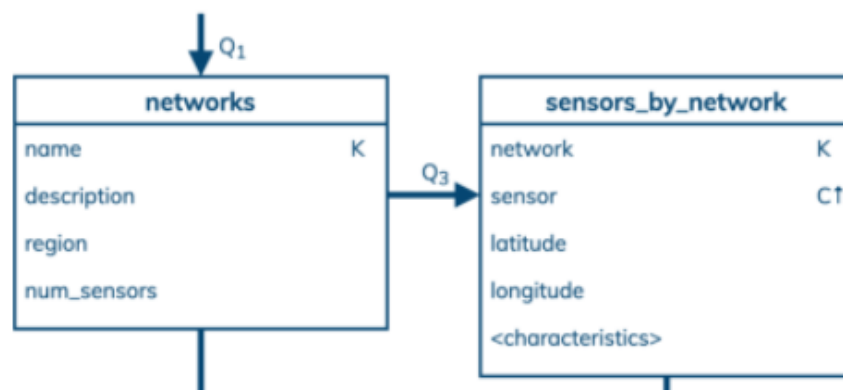 Q1
networks
name K
description
region
num_sensors
Q3
sensors_by_network
network K
sensor C↑
latitude
longitude
<characteristics>